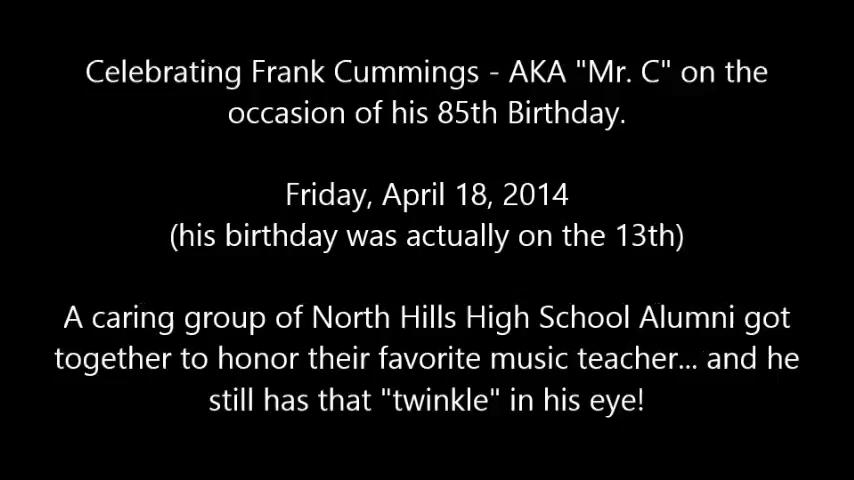 Celebrating Frank Cummings - AKA "Mr. C" on the
occasion of his 85th Birthday.
Friday, April 18, 2014
(his birthday was actually on the 13th)
A caring group of North Hills High School Alumni got
together to honor their favorite music teacher... and he
still has that "twinkle" in his eye!